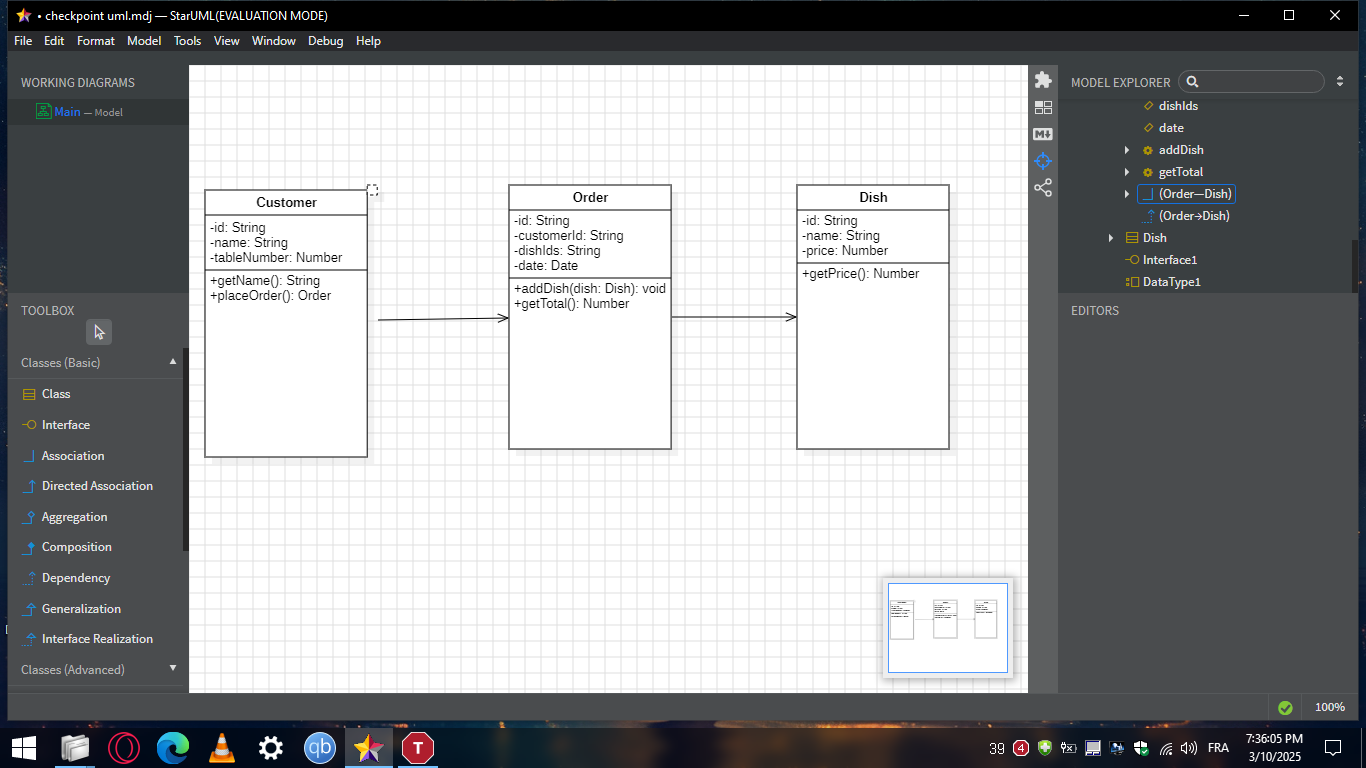 • checkpoint uml.mdj — StarUML(EVALUATION MODE)
File Edit Format Model Tools View Window Debug Help
WORKING DIAGRAMS
Main — Model
TOOLBOX
Classes (Basic)
Class
Interface
Association
Directed Association
Aggregation
Composition
Dependency
Generalization
Interface Realization
Classes (Advanced)
Customer
-id: String
-name: String
-tableNumber: Number
+getName(): String
+placeOrder(): Order
Order
-id: String
-customerId: String
-dishIds: String
-date: Date
+addDish(dish: Dish): void
+getTotal(): Number
Dish
-id: String
-name: String
-price: Number
+getPrice(): Number
M
MODEL EXPLORER
dishIds
date
addDish
getTotal
(Order—Dish)
(Order→Dish)
Dish
Interface1
DataType1
EDITORS
100%
qb
T
39
4
FRA
7:36:05 PM
3/10/2025